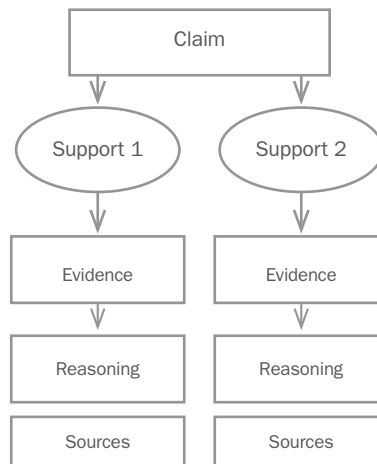 Claim
Support 1 Support 2
Evidence Evidence
Reasoning Reasoning
Sources Sources